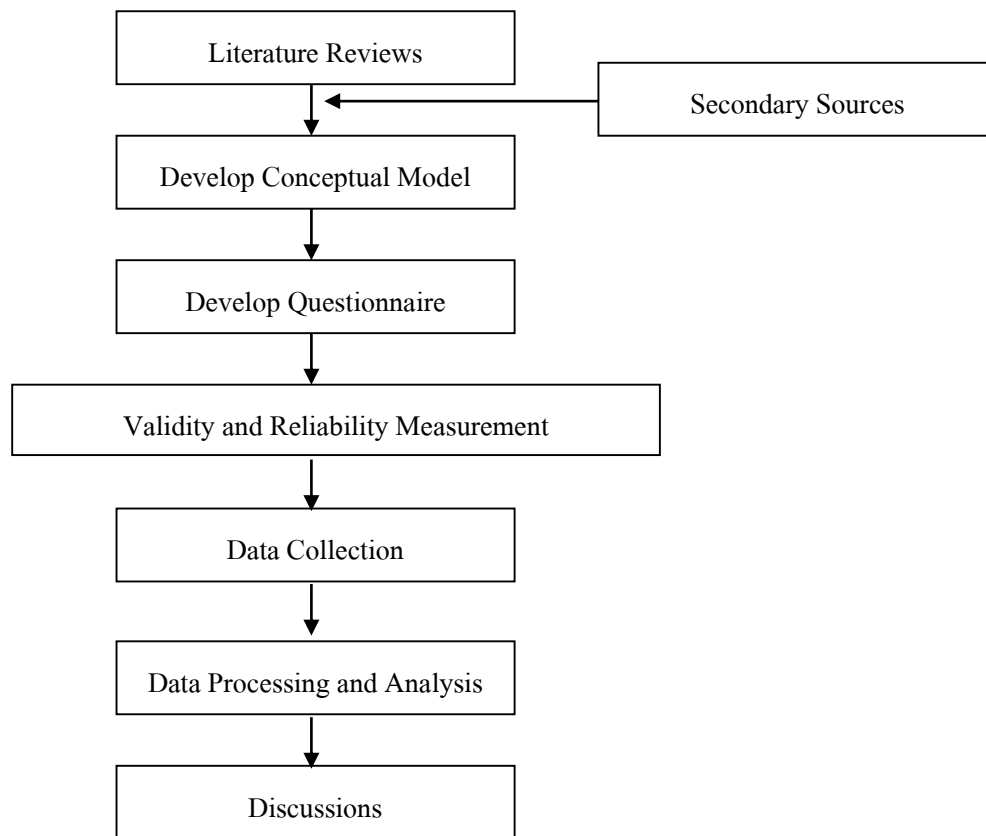 Literature Reviews
Secondary Sources
Develop Conceptual Model
Develop Questionnaire
Validity and Reliability Measurement
Data Collection
Data Processing and Analysis
Discussions